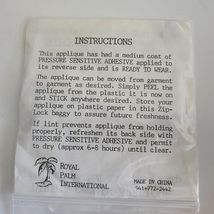 INSTRUCTIONS
This applique has had a medium coat of
PRESSURE SENSITIVE ADHESIVE applied to
its reverse side and is READY TO WEAR.
The applique can be moved from garment
to garment as desired. Simply PEEL the
applique from the plastic it is now on
and STICK anywhere desired. Store your
applique on plastic paper in this Zip-
Lock baggy to assure future freshness.
If lint prevents applique from holding
properly, refreshen its back side with
PRESSURE SENSITIVE ADHESIVE and permit
to dry (approx 6-8 hours) until clear.
ROYAL
PALM
INTERNATIONAL
MADE IN CHINA
941-772-2442